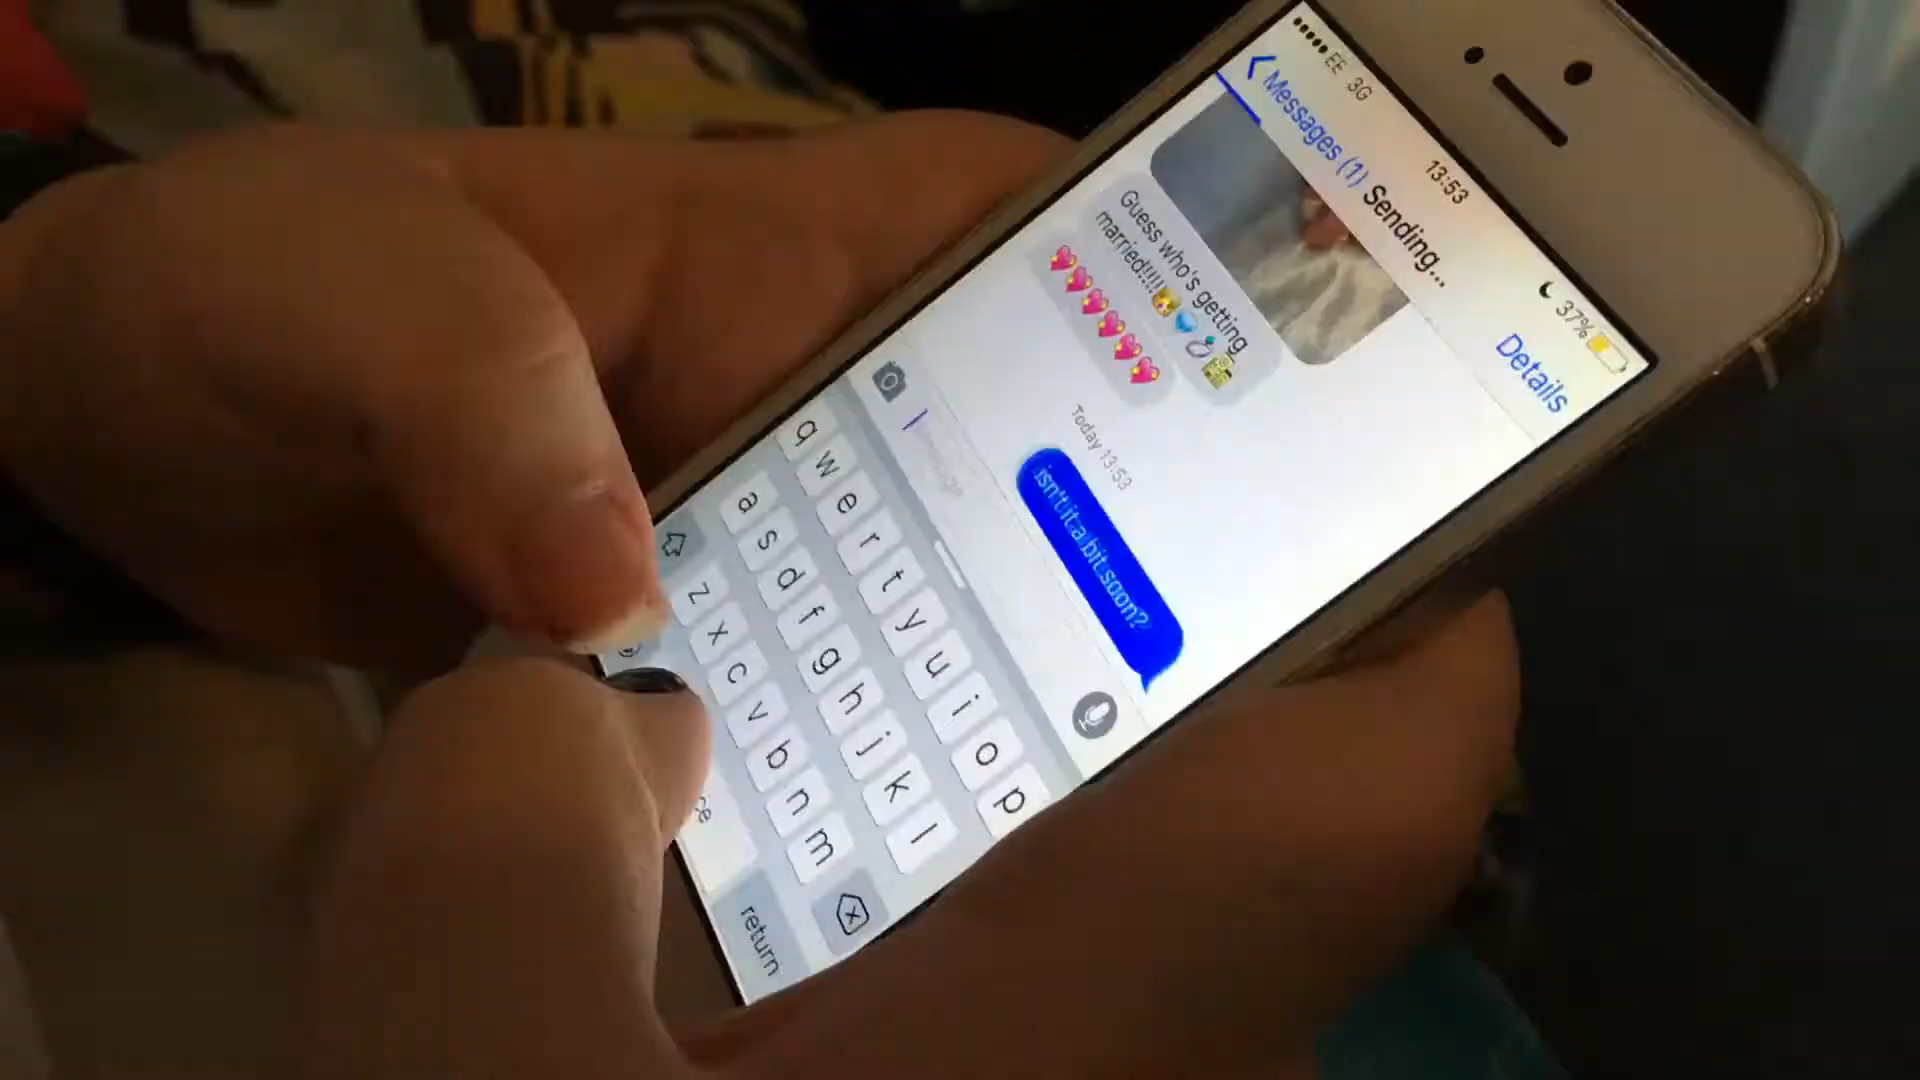 EE 3G 13:53 37%
Messages (1) Sending... Details
Guess who's getting
married!!!!
Today 13:53
isn't it a bit soon?
q w e r t y u i o p
a s d f g h j k l
z x c v b n m
return